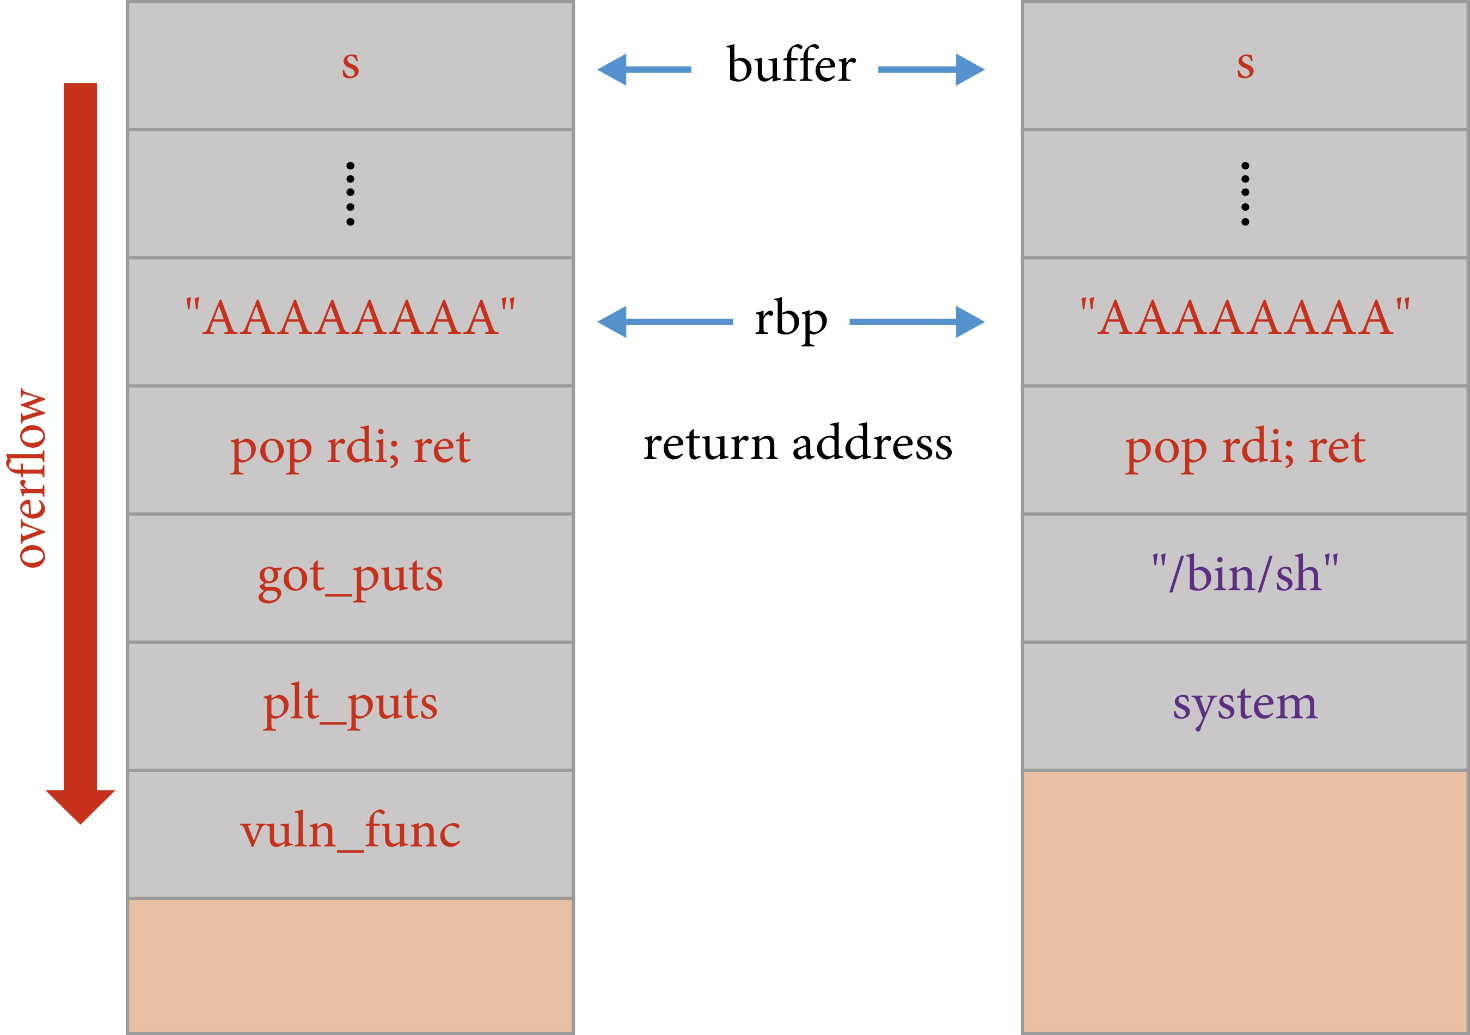 s
buffer
s
"AAAAAAAA"
rbp
"AAAAAAAA"
overflow
pop rdi; ret
return address
pop rdi; ret
got_puts
"/bin/sh"
plt_puts
system
vuln_func